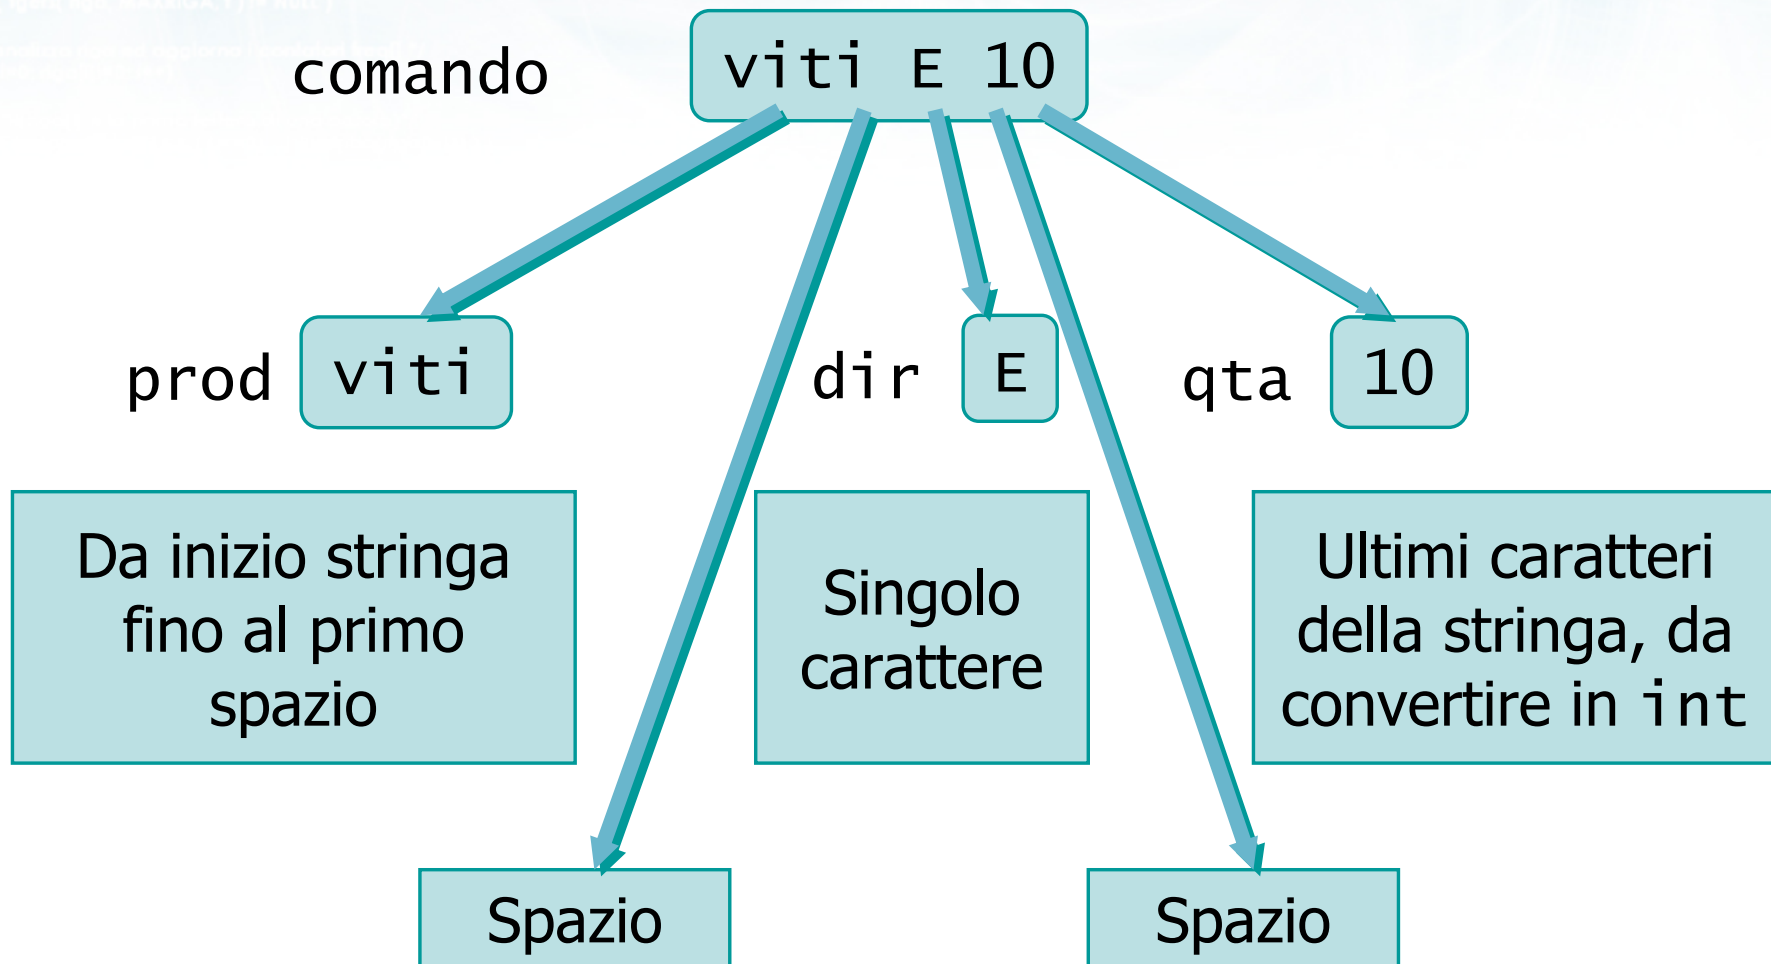 comando
viti E 10
prod
viti
dir
E
qta
10
Da inizio stringa
fino al primo
spazio
Singolo
carattere
Ultimi caratteri
della stringa, da
convertire in int
Spazio
Spazio